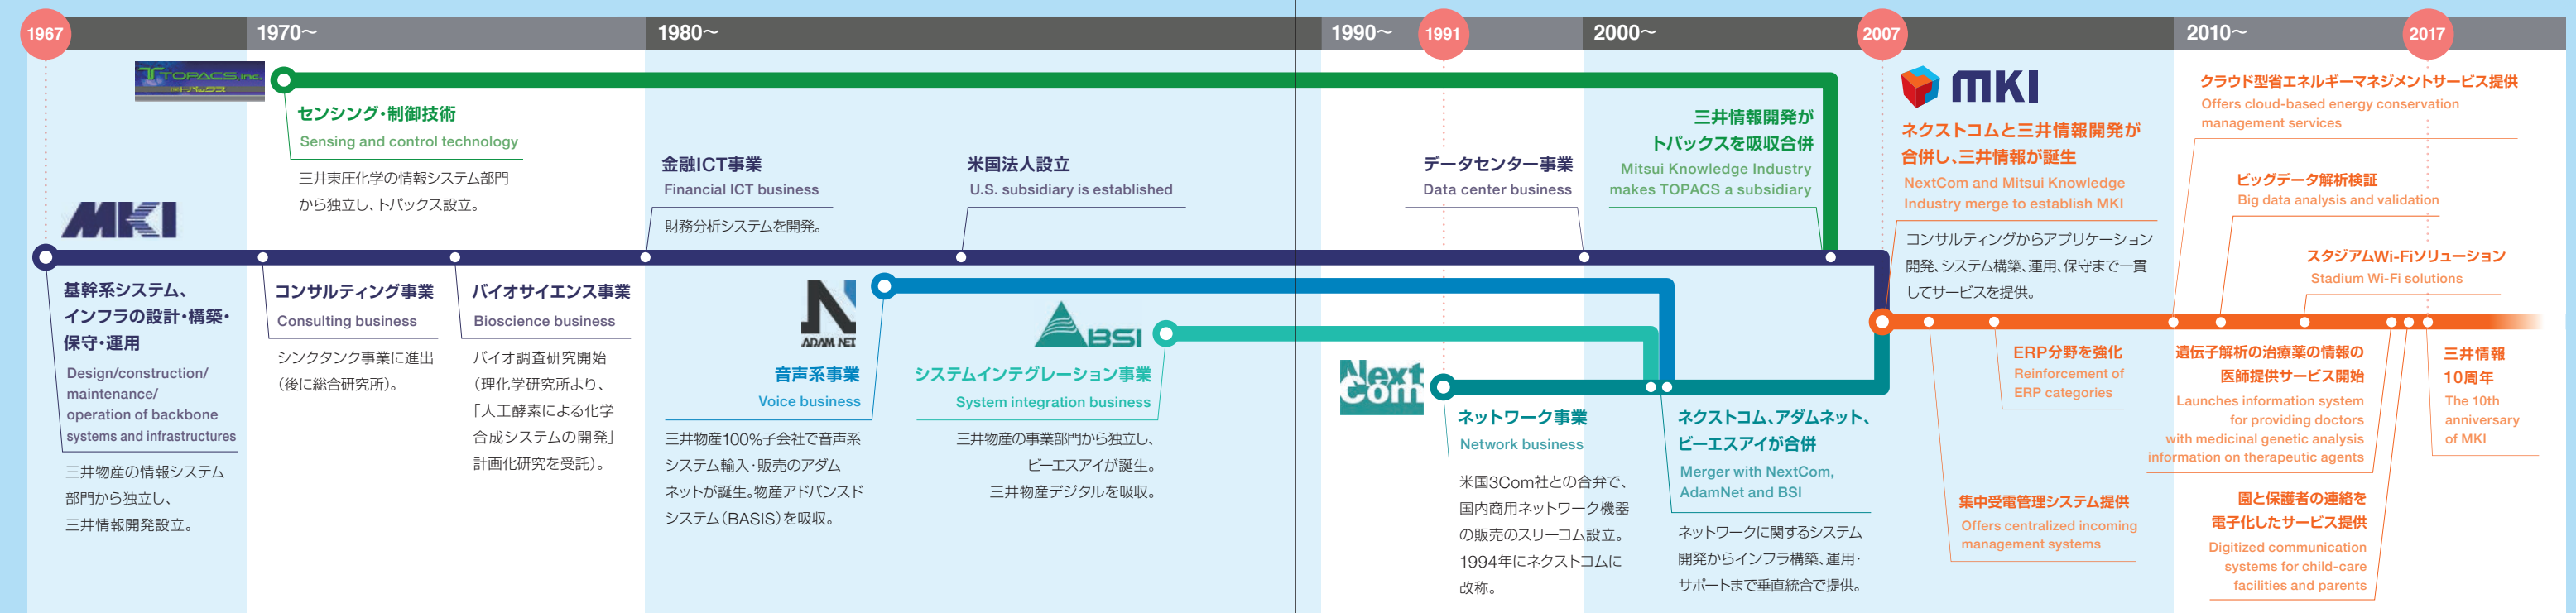 1967
1970～
1980～
1990～
1991
2000～
2007
2010～
2017
TOPACS, Inc.
センシング・制御技術
Sensing and control technology
三井東圧化学の情報システム部門
から独立し、トパックス設立。
MKI
基幹系システム、
インフラの設計・構築・
保守・運用
Design/construction/
maintenance/
operation of backbone
systems and infrastructures
三井物産の情報システム
部門から独立し、
三井情報開発設立。
コンサルティング事業
Consulting business
シンクタンク事業に進出
（後に総合研究所）。
バイオサイエンス事業
Bioscience business
バイオ調査研究開始
（理化学研究所より、
「人工酵素による化学
合成システムの開発」
計画化研究を受託）。
金融ICT事業
Financial ICT business
財務分析システムを開発。
米国法人設立
U.S. subsidiary is established
N
ADAM NET
音声系事業
Voice business
三井物産100%子会社で音声系
システム輸入・販売のアダム
ネットが誕生。物産アドバンスド
システム（BASIS）を吸収。
BSI
システムインテグレーション事業
System integration business
三井物産の事業部門から独立し、
ビーエスアイが誕生。
三井物産デジタルを吸収。
データセンター事業
Data center business
三井情報開発が
トパックスを吸収合併
Mitsui Knowledge Industry
makes TOPACS a subsidiary
Next
Com
ネットワーク事業
Network business
米国3Com社との合弁で、
国内商用ネットワーク機器
の販売のスリーコム設立。
1994年にネクストコムに
改称。
ネクストコム、アダムネット、
ビーエスアイが合併
Merger with NextCom,
AdamNet and BSI
ネットワークに関するシステム
開発からインフラ構築、運用・
サポートまで垂直統合で提供。
MKI
ネクストコムと三井情報開発が
合併し、三井情報が誕生
NextCom and Mitsui Knowledge
Industry merge to establish MKI
コンサルティングからアプリケーション
開発、システム構築、運用、保守まで一貫
してサービスを提供。
集中受電管理システム提供
Offers centralized incoming
management systems
ERP分野を強化
Reinforcement of
ERP categories
クラウド型省エネルギーマネジメントサービス提供
Offers cloud-based energy conservation
management services
ビッグデータ解析検証
Big data analysis and validation
スタジアムWi-Fiソリューション
Stadium Wi-Fi solutions
遺伝子解析の治療薬の情報の
医師提供サービス開始
Launches information system
for providing doctors
with medicinal genetic analysis
information on therapeutic agents
園と保護者の連絡を
電子化したサービス提供
Digitized communication
systems for child-care
facilities and parents
三井情報
10周年
The 10th
anniversary
of MKI